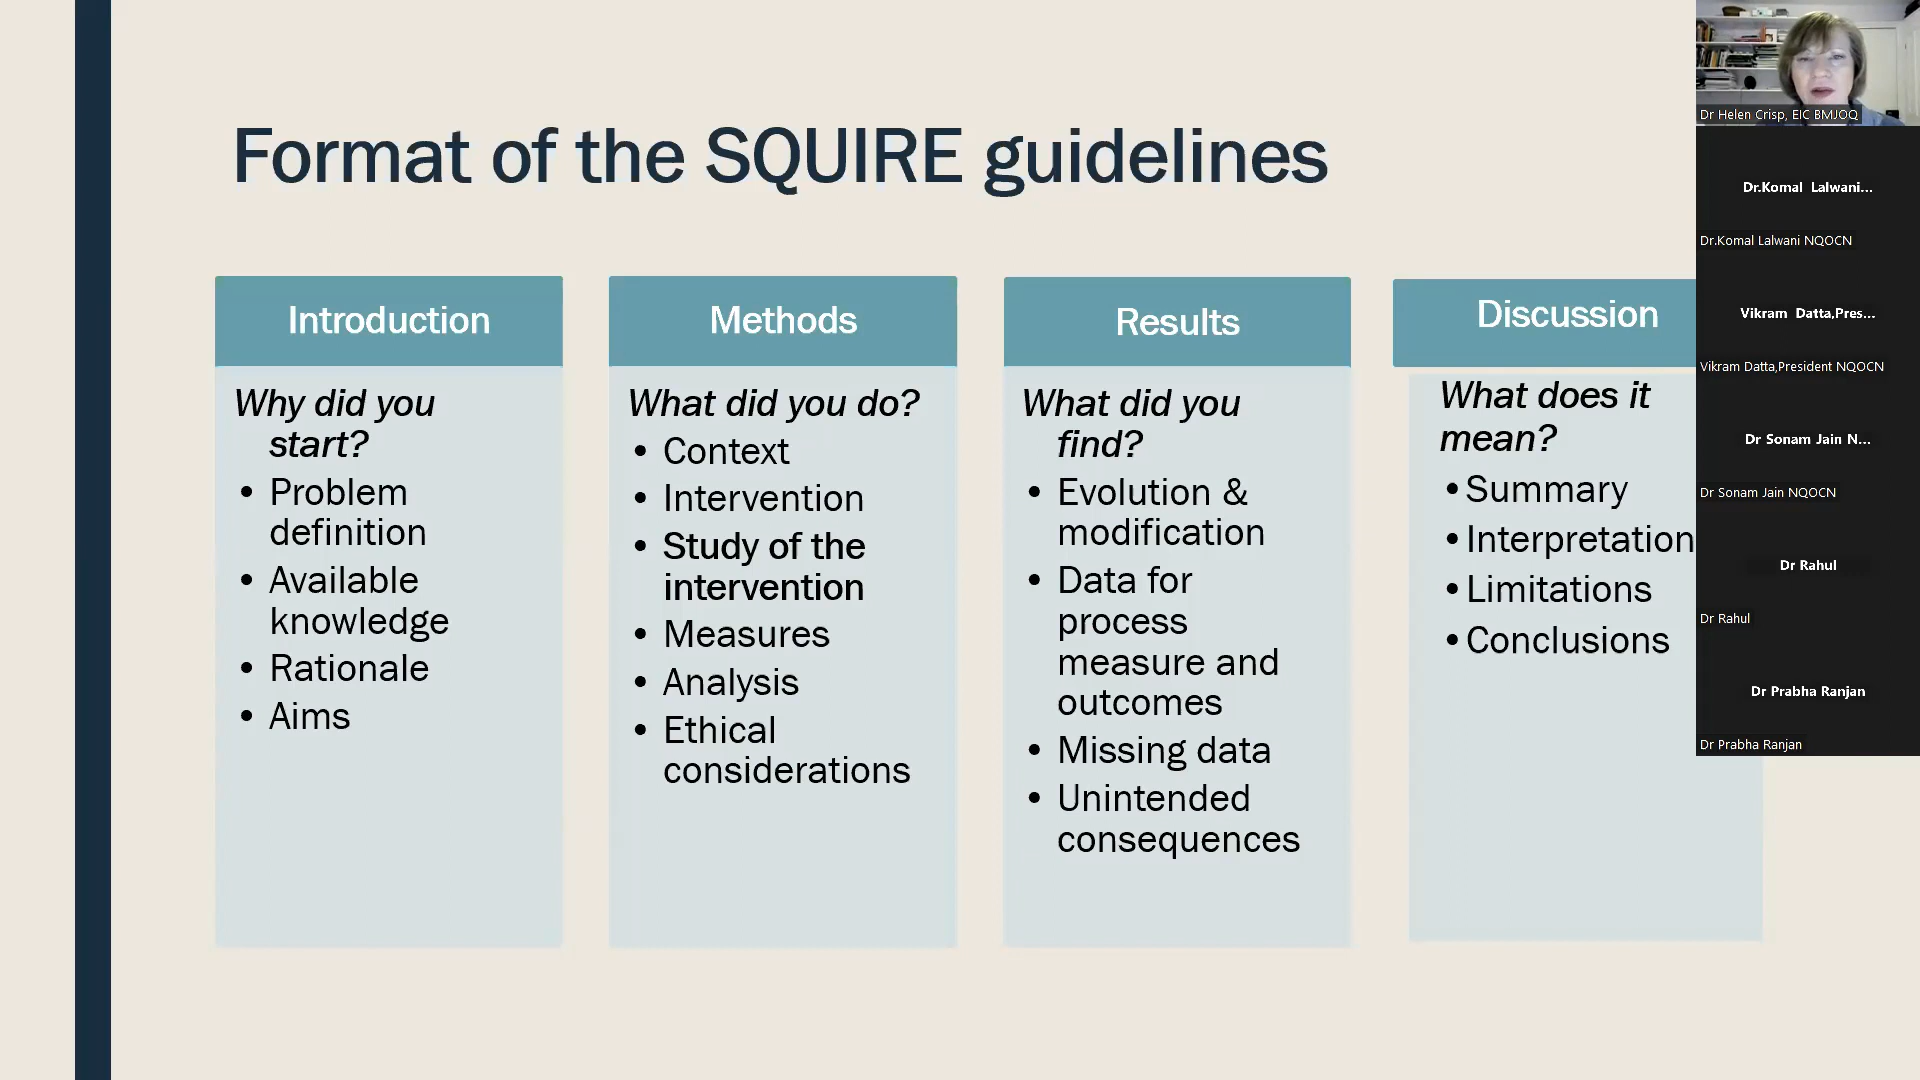 Format of the SQUIRE guidelines
Introduction
Why did you
start?
• Problem
definition
• Available
knowledge
• Rationale
• Aims
Methods
What did you do?
• Context
• Intervention
• Study of the
intervention
• Measures
• Analysis
• Ethical
considerations
Results
What did you
find?
• Evolution &
modification
• Data for
process
measure and
outcomes
• Missing data
• Unintended
consequences
Discussion
What does it
mean?
• Summary
• Interpretation
• Limitations
• Conclusions
Dr Helen Crisp, EIC BMJOQ
Dr.Komal Lalwani...
Dr.Komal Lalwani NQOCN
Vikram Datta,Pres...
Vikram Datta,President NQOCN
Dr Sonam Jain N...
Dr Sonam Jain NQOCN
Dr Rahul
Dr Rahul
Dr Prabha Ranjan
Dr Prabha Ranjan